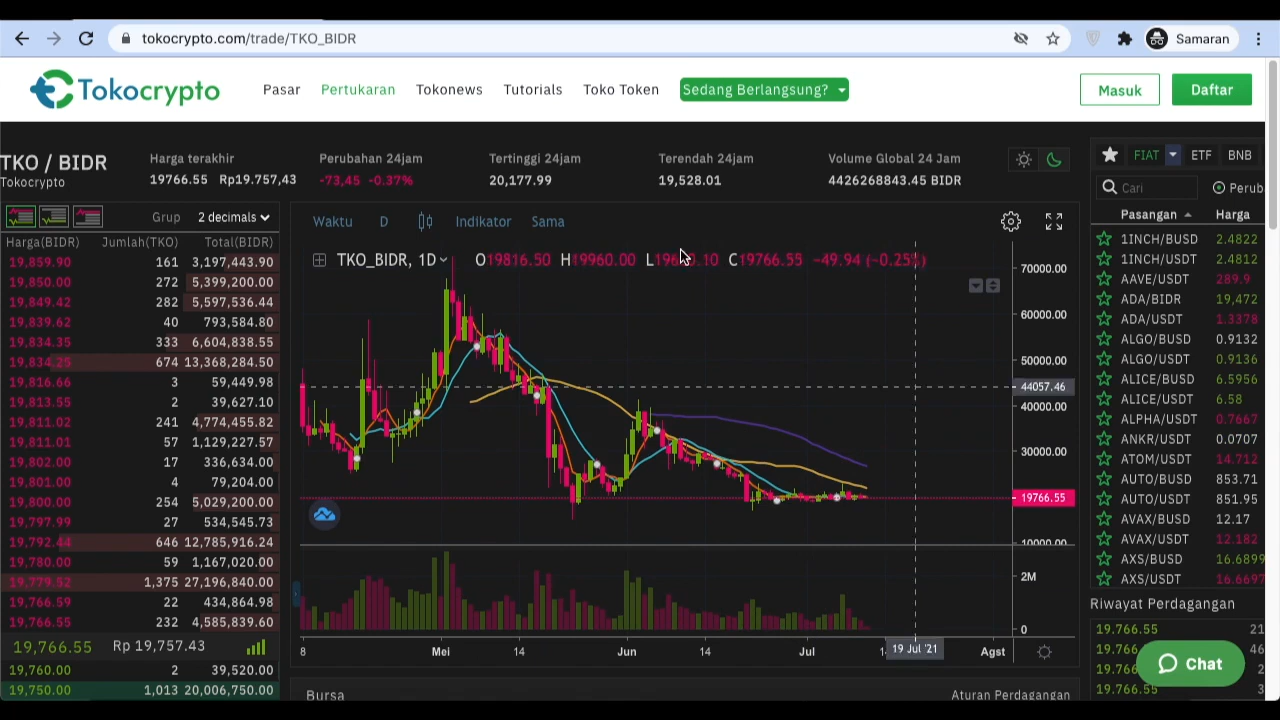 tokocrypto.com/trade/TKO_BIDR
Samaran
Tokocrypto
Pasar
Pertukaran
Tokonews
Tutorials
Toko Token
Sedang Berlangsung?
Masuk
Daftar
TKO / BIDR
Tokocrypto
Harga terakhir
19766.55 Rp19.757,43
Perubahan 24jam
-73,45 -0.37%
Tertinggi 24jam
20,177.99
Terendah 24jam
19,528.01
Volume Global 24 Jam
4426268843.45 BIDR
Grup 2 decimals
Harga(BIDR) Jumlah(TKO) Total(BIDR)
19,859.90 161 3,197,443.90
19,850.00 272 5,399,200.00
19,849.42 282 5,597,536.44
19,839.62 40 793,584.80
19,834.35 333 6,604,838.55
19,834.25 674 13,368,284.50
19,816.66 3 59,449.98
19,813.55 2 39,627.10
19,811.02 241 4,774,455.82
19,811.01 57 1,129,227.57
19,802.00 17 336,634.00
19,801.00 4 79,204.00
19,800.00 254 5,029,200.00
19,797.99 27 534,545.73
19,792.44 646 12,785,916.24
19,780.00 59 1,167,020.00
19,779.52 1,375 27,196,840.00
19,766.59 22 434,864.98
19,766.55 232 4,585,839.60
19,766.55 Rp 19,757.43
19,760.00 2 39,520.00
19,750.00 1,013 20,006,750.00
Waktu D Indikator Sama
TKO_BIDR, 1D O19816.50 H19960.00 C19766.55 −49.94 (−0.25%)
70000.00
60000.00
50000.00
44057.46
40000.00
30000.00
19766.55
10000.00
2M
0
8 Mei 14 Jun 14 Jul 19 Jul '21 Agst
Bursa
Aturan Perdagangan
FIAT ETF BNB
Cari
Perub
Pasangan Harga
1INCH/BUSD 2.4822
1INCH/USDT 2.4812
AAVE/USDT 289.9
ADA/BIDR 19,472
ADA/USDT 1.3378
ALGO/BUSD 0.9132
ALGO/USDT 0.9136
ALICE/BUSD 6.5956
ALICE/USDT 6.58
ALPHA/USDT 0.7667
ANKR/USDT 0.0707
ATOM/USDT 14.712
AUTO/BUSD 853.71
AUTO/USDT 851.95
AVAX/BUSD 12.17
AVAX/USDT 12.182
AXS/BUSD 16.6899
AXS/USDT 16.6697
Riwayat Perdagangan
19.766.55 21
19.766. 46
19.766. 2
19.766. 3
Chat